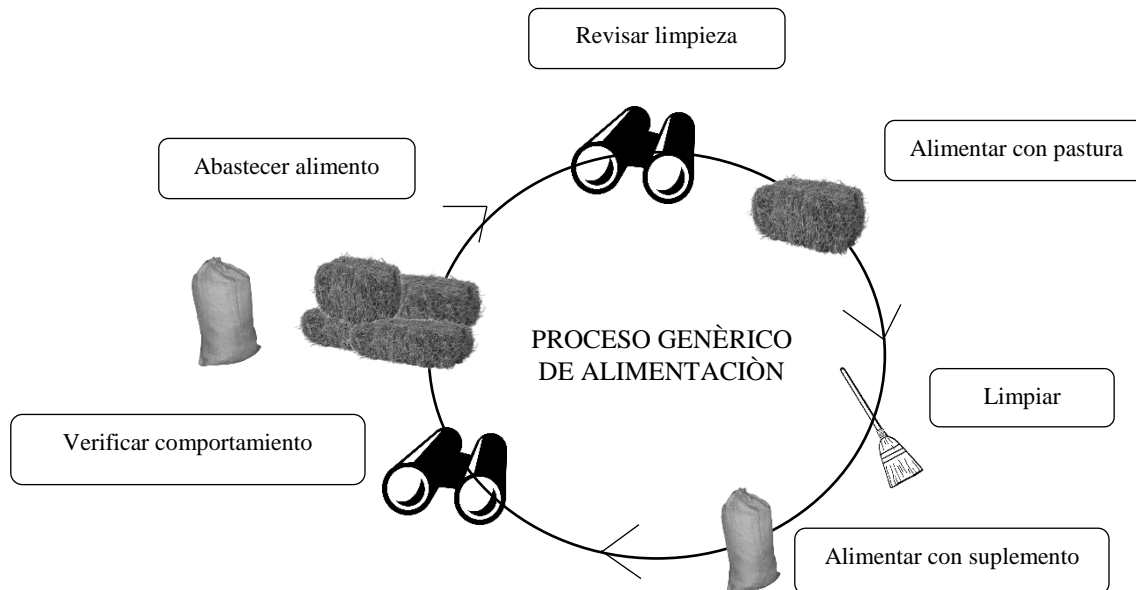 Revisar limpieza
Alimentar con pastura
Abastecer alimento
PROCESO GENÈRICO
DE ALIMENTACIÒN
Limpiar
Verificar comportamiento
Alimentar con suplemento